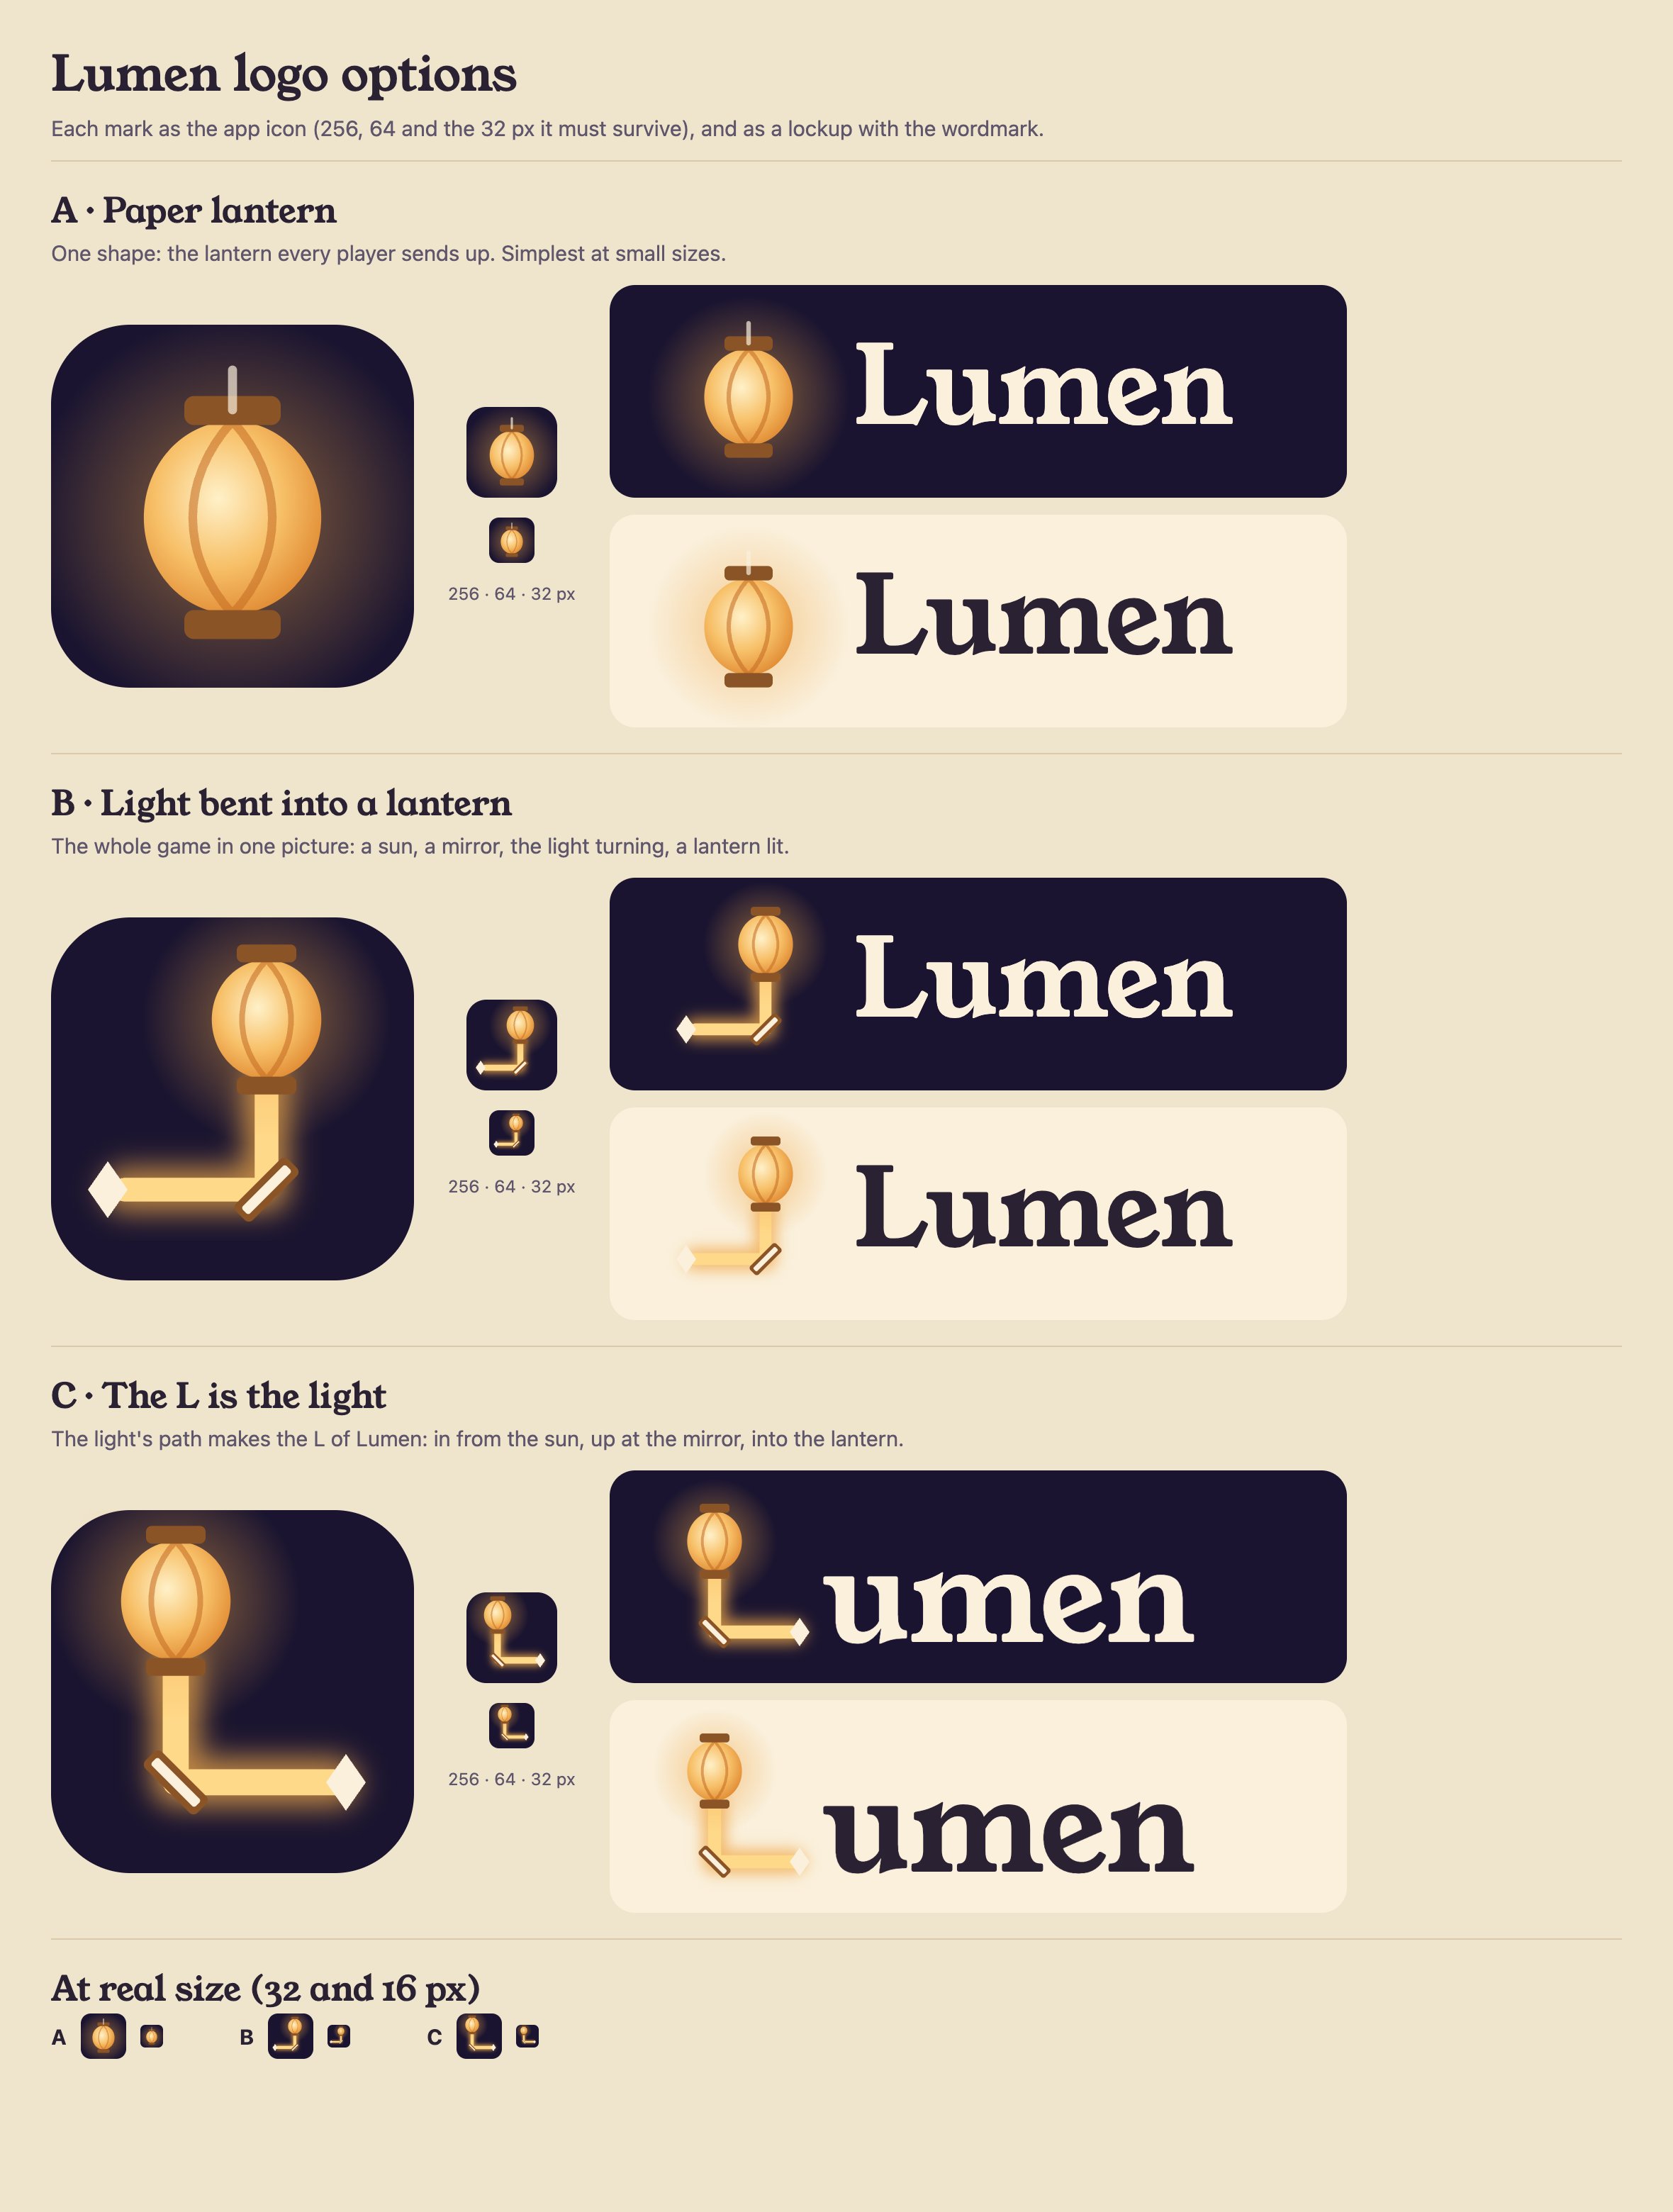 Lumen logo options
Each mark as the app icon (256, 64 and the 32 px it must survive), and as a lockup with the wordmark.
A · Paper lantern
One shape: the lantern every player sends up. Simplest at small sizes.
Lumen
256 · 64 · 32 px
Lumen
B · Light bent into a lantern
The whole game in one picture: a sun, a mirror, the light turning, a lantern lit.
Lumen
256 · 64 · 32 px
Lumen
C · The L is the light
The light's path makes the L of Lumen: in from the sun, up at the mirror, into the lantern.
umen
256 · 64 · 32 px
umen
At real size (32 and 16 px)
A B C